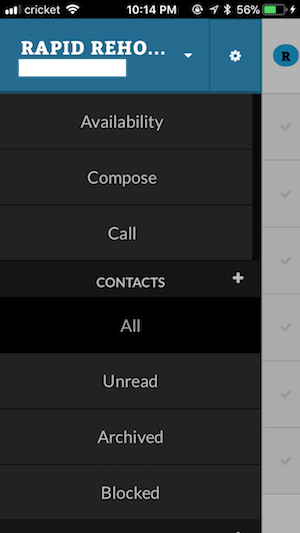 cricket 10:14 PM 56%
RAPID REHO...
R
Availability
Compose
Call
CONTACTS +
All
Unread
Archived
Blocked